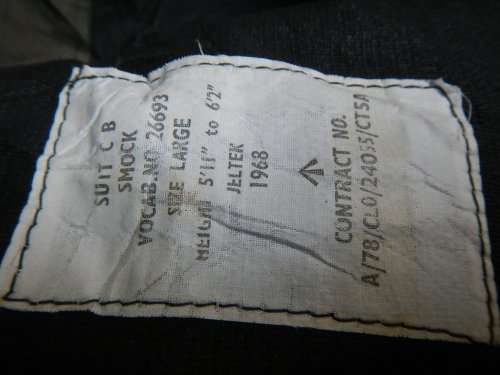 SUIT C B
SMOCK
VOCAB.NO. 26693
SIZE LARGE
HEIGHT 5'11" to 6'2"
JELTEK
1968
CONTRACT NO.
A/78/CLO/24055/CT5A